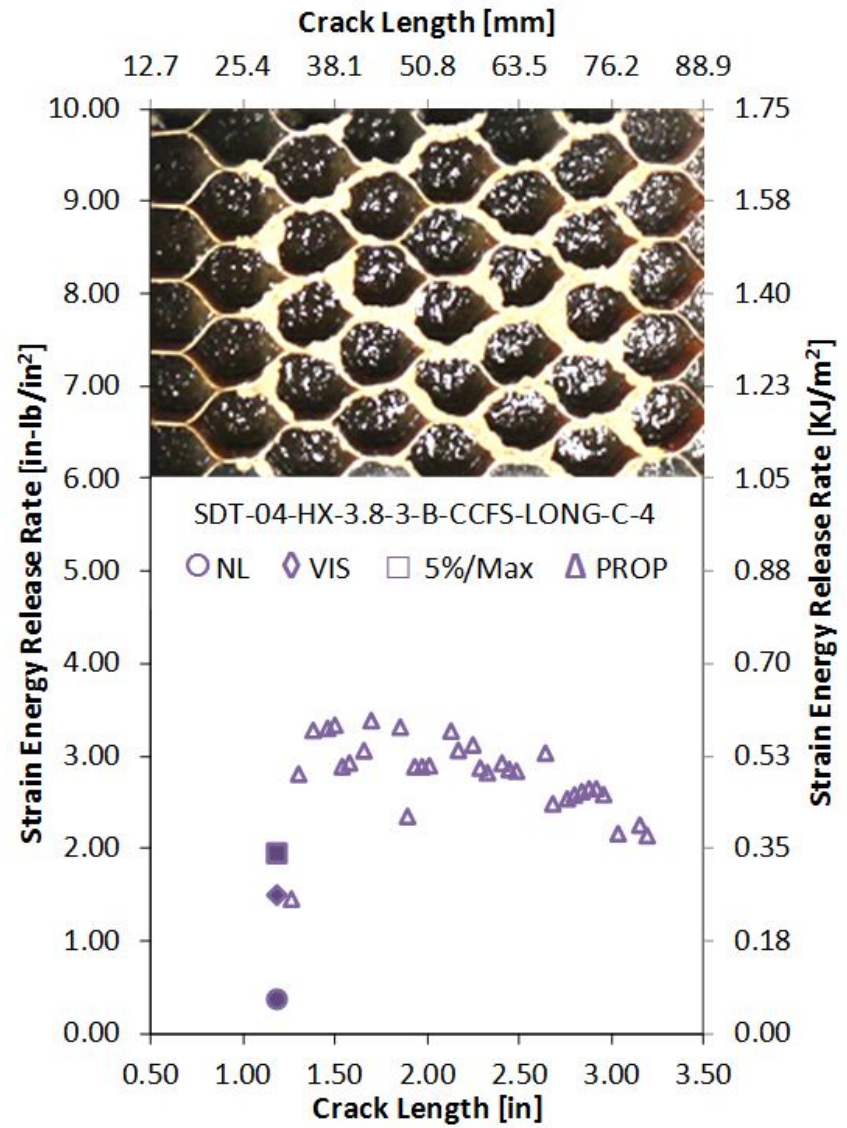 Crack Length [mm]
12.7 25.4 38.1 50.8 63.5 76.2 88.9
Strain Energy Release Rate [in-lb/in²]
10.00
9.00
8.00
7.00
6.00
5.00
4.00
3.00
2.00
1.00
0.00
SDT-04-HX-3.8-3-B-CCFS-LONG-C-4
NL VIS 5%/Max PROP
1.75
1.58
1.40
1.23
1.05
0.88
0.70
0.53
0.35
0.18
0.00
Strain Energy Release Rate [KJ/m²]
0.50 1.00 1.50 2.00 2.50 3.00 3.50
Crack Length [in]